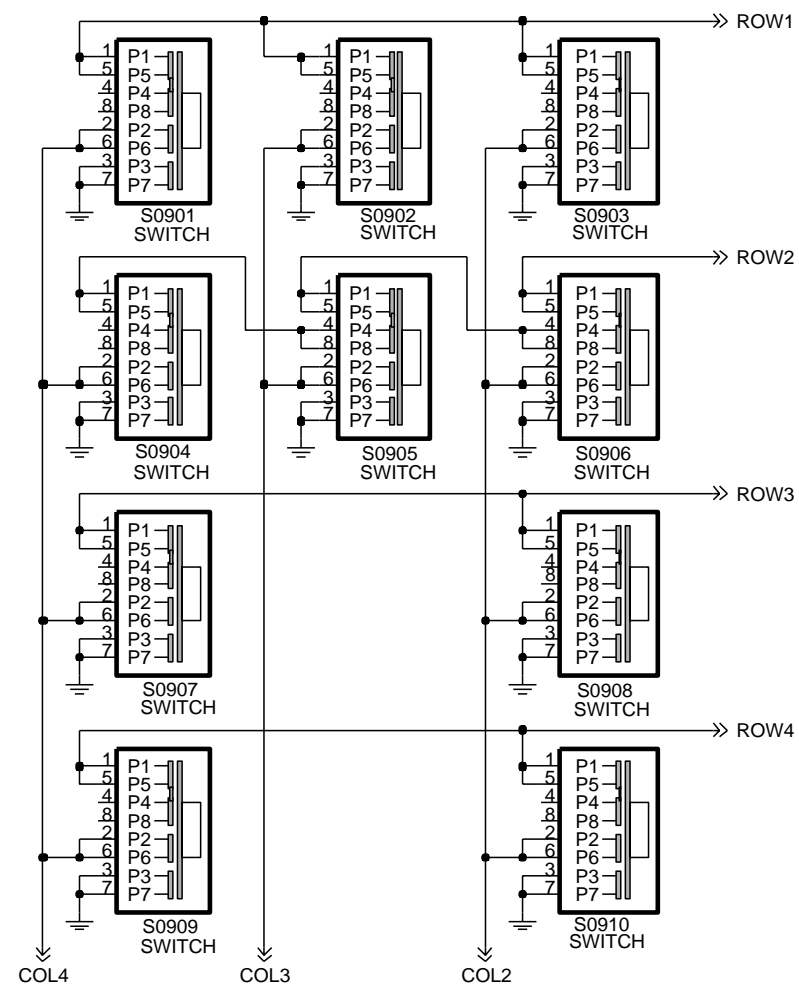 ROW1
1 P1 1 P1 1 P1
5 P5 5 P5 5 P5
4 P4 4 P4 4 P4
8 P8 8 P8 8 P8
2 P2 2 P2 2 P2
6 P6 6 P6 6 P6
3 P3 3 P3 3 P3
7 P7 7 P7 7 P7
S0901 S0902 S0903
SWITCH SWITCH SWITCH
ROW2
1 P1 1 P1 1 P1
5 P5 5 P5 5 P5
4 P4 4 P4 4 P4
8 P8 8 P8 8 P8
2 P2 2 P2 2 P2
6 P6 6 P6 6 P6
3 P3 3 P3 3 P3
7 P7 7 P7 7 P7
S0904 S0905 S0906
SWITCH SWITCH SWITCH
ROW3
1 P1 1 P1
5 P5 5 P5
4 P4 4 P4
8 P8 8 P8
2 P2 2 P2
6 P6 6 P6
3 P3 3 P3
7 P7 7 P7
S0907 S0908
SWITCH SWITCH
ROW4
1 P1 1 P1
5 P5 5 P5
4 P4 4 P4
8 P8 8 P8
2 P2 2 P2
6 P6 6 P6
3 P3 3 P3
7 P7 7 P7
S0909 S0910
SWITCH SWITCH
COL4 COL3 COL2